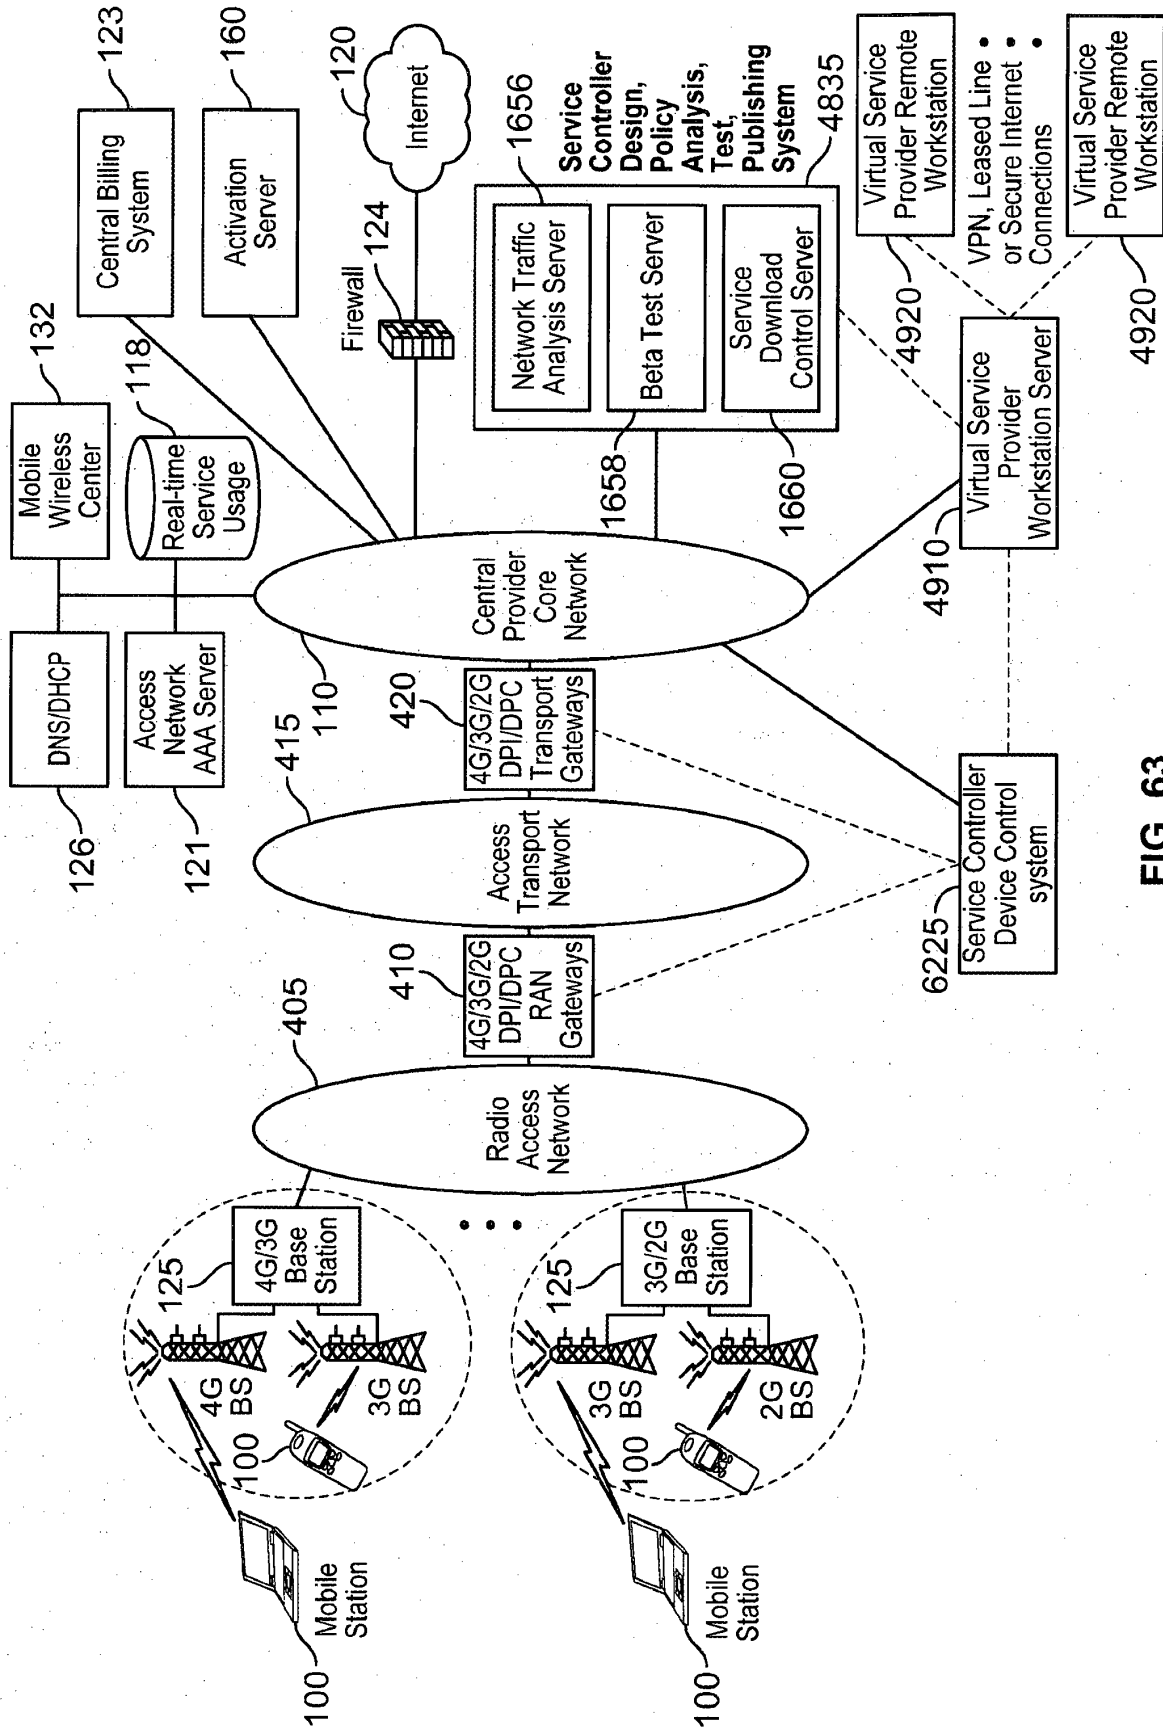 DNS/DHCP
126
Mobile
Wireless
Center
132
Central Billing
System
123
Access
Network
AAA Server
121
Real-time
Service
Usage
118
Activation
Server
160
Firewall
124
Internet
120
4G
BS
125
4G/3G
Base
Station
3G
BS
100
Mobile
Station
100
405
Radio
Access
Network
410
4G/3G/2G
DPI/DPC
RAN
Gateways
415
Access
Transport
Network
420
4G/3G/2G
DPI/DPC
Transport
Gateways
110
Central
Provider
Core
Network
Network Traffic
Analysis Server
1656
Beta Test Server
1658
Service
Download
Control Server
1660
Service
Controller
Design,
Policy
Analysis,
Test,
Publishing
System
4835
3G
BS
125
3G/2G
Base
Station
2G
BS
100
Mobile
Station
100
6225
Service Controller
Device Control
system
4910
Virtual Service
Provider
Workstation Server
4920
Virtual Service
Provider Remote
Workstation
VPN, Leased Line
or Secure Internet
Connections
4920
Virtual Service
Provider Remote
Workstation
FIG. 63